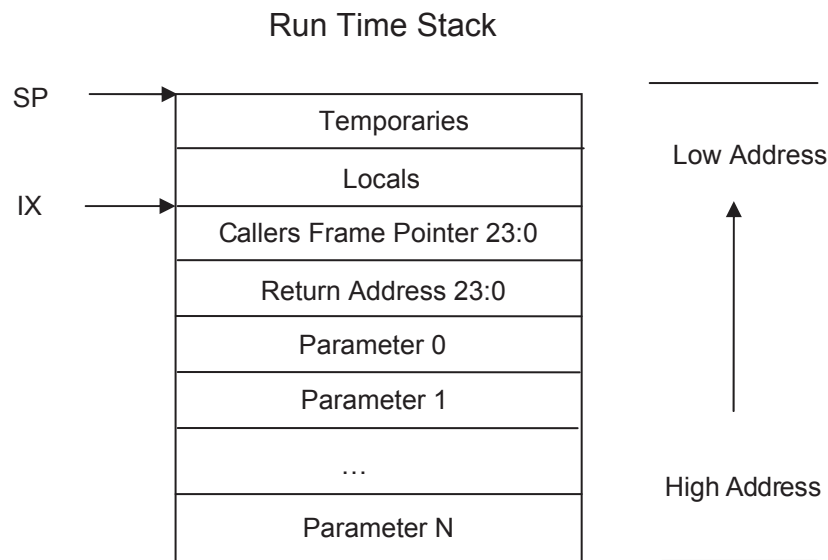 Run Time Stack
SP
Temporaries
Low Address
Locals
IX
Callers Frame Pointer 23:0
Return Address 23:0
Parameter 0
Parameter 1
...
High Address
Parameter N